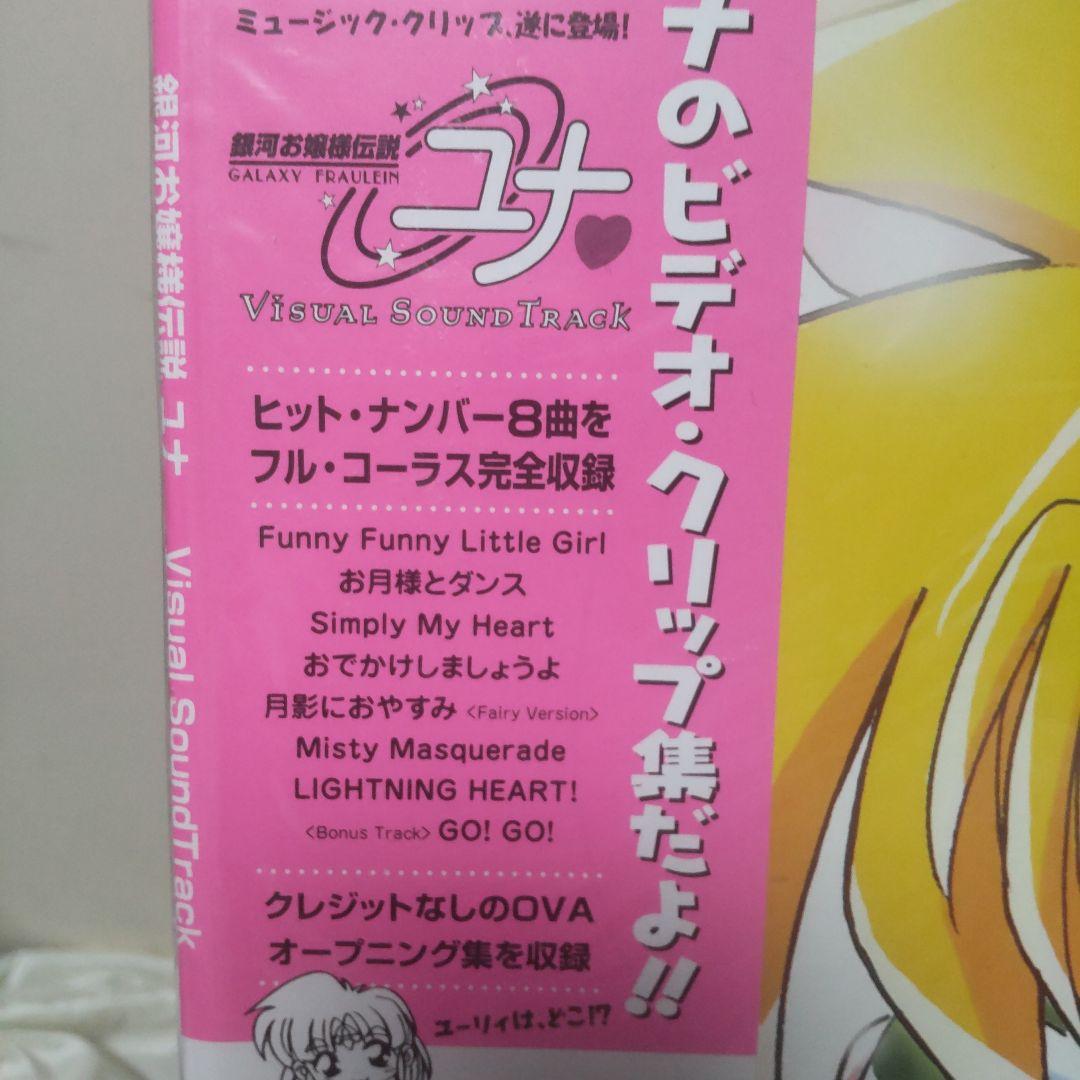 ナのビデオ・クリップ集だよ!!
ミュージック・クリップ、遂に登場!
銀河お嬢様伝説
GALAXY FRAULEIN
ユナ
VISUAL SOUNDTRACK
ヒット・ナンバー8曲を
フル・コーラス完全収録
Funny Funny Little Girl
お月様とダンス
Simply My Heart
おでかけしましょうよ
月影におやすみ <Fairy Version>
Misty Masquerade
LIGHTNING HEART!
<Bonus Track> GO! GO!
クレジットなしのOVA
オープニング集を収録
ユーリィは、どこ!?
銀河お嬢様伝説 ユナ Visual SoundTrack